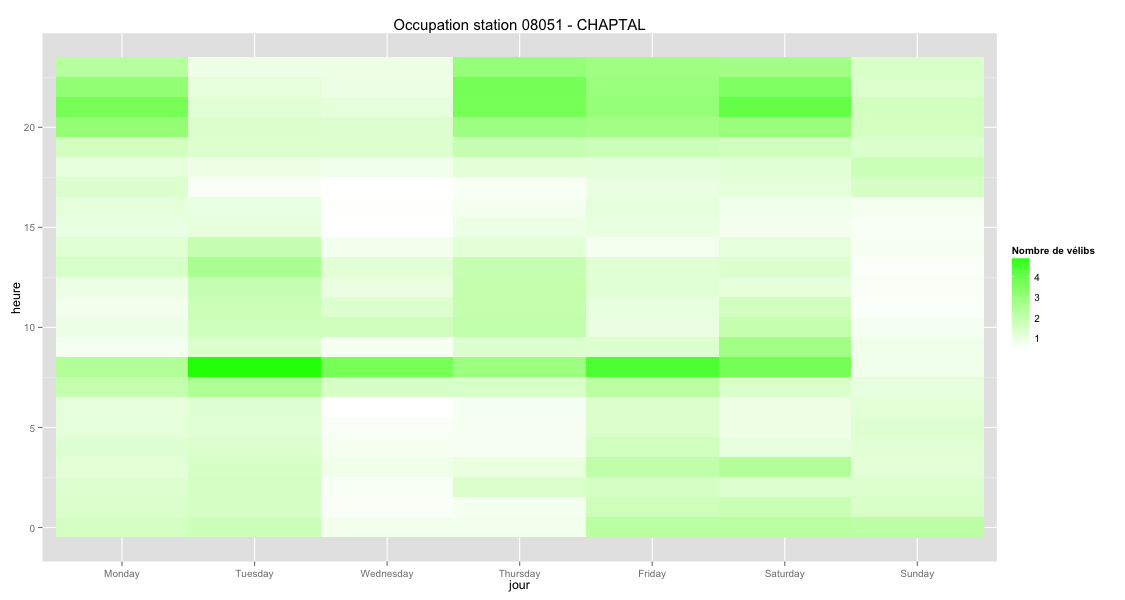 Occupation station 08051 - CHAPTAL
heure
20
15
10
5
0
Monday Tuesday Wednesday Thursday Friday Saturday Sunday
jour
Nombre de vélibs
4
3
2
1